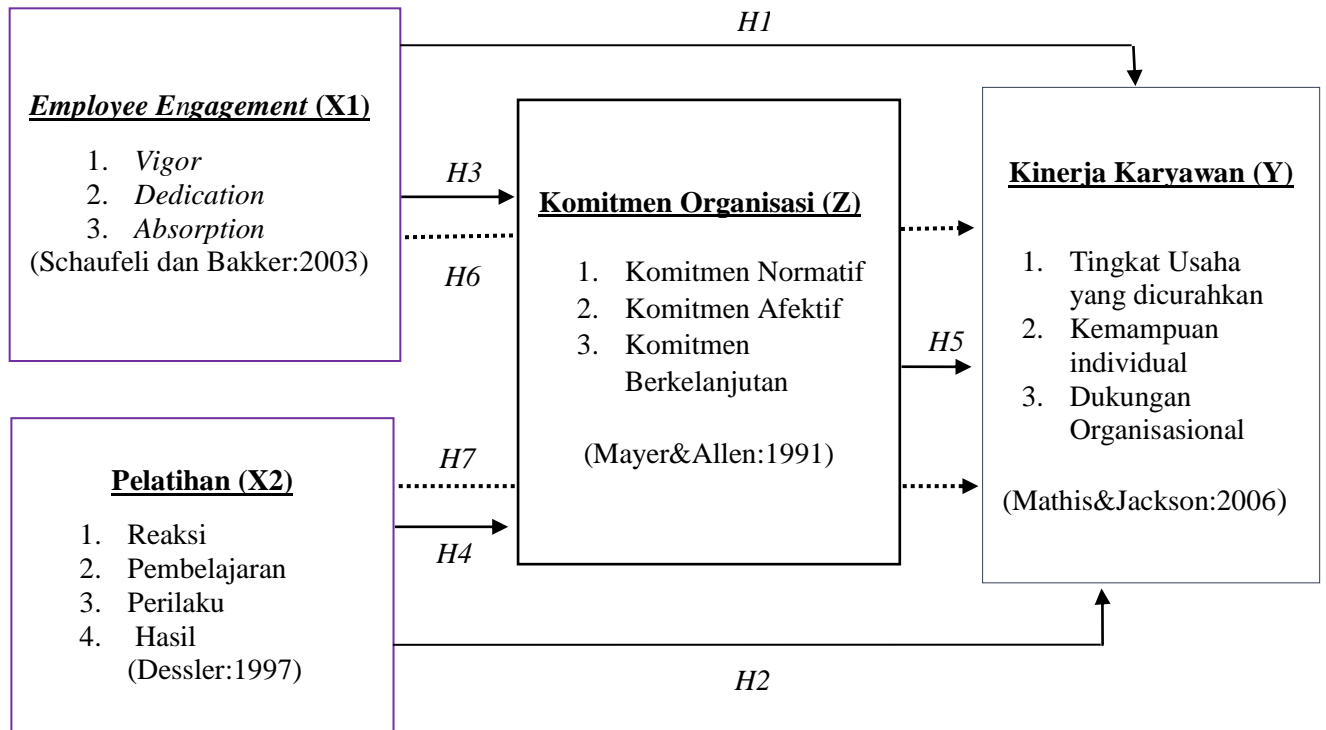 H1
Employee Engagement (X1)
1. Vigor
2. Dedication
3. Absorption
(Schaufeli dan Bakker:2003)
H3
H6
Komitmen Organisasi (Z)
1. Komitmen Normatif
2. Komitmen Afektif
3. Komitmen
Berkelanjutan
(Mayer&Allen:1991)
H5
Kinerja Karyawan (Y)
1. Tingkat Usaha
yang dicurahkan
2. Kemampuan
individual
3. Dukungan
Organisasional
(Mathis&Jackson:2006)
Pelatihan (X2)
1. Reaksi
2. Pembelajaran
3. Perilaku
4. Hasil
(Dessler:1997)
H7
H4
H2